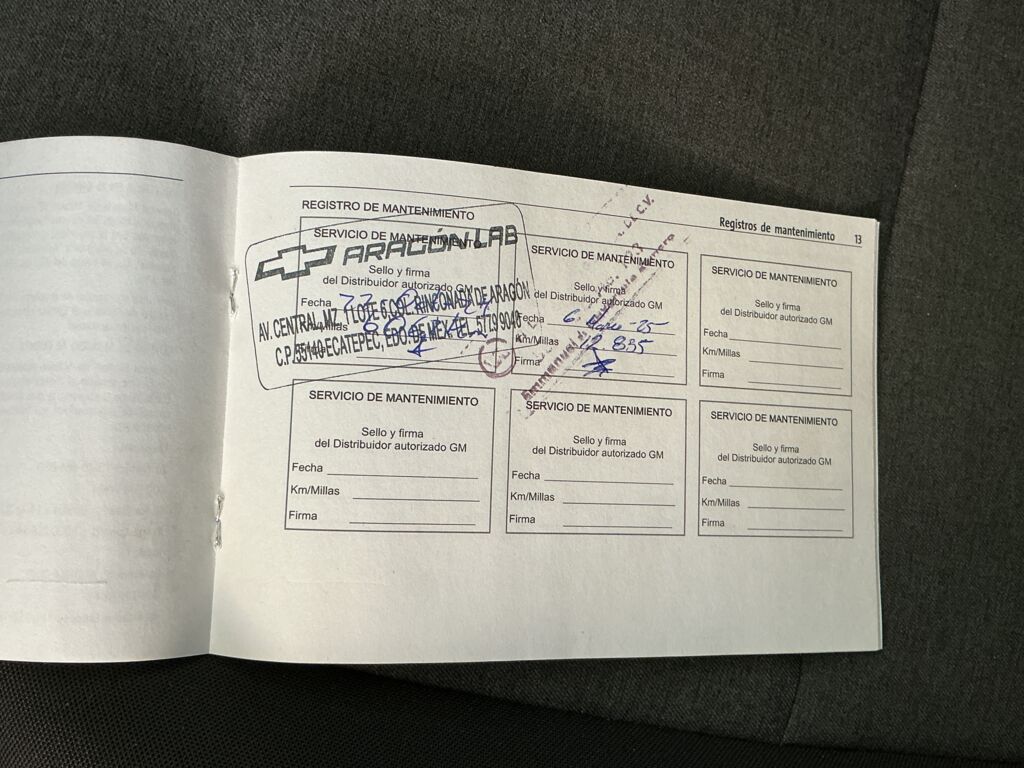 Registros de mantenimiento 13
REGISTRO DE MANTENIMIENTO
SERVICIO DE MANTENIMIENTO
ARAGÓN LAB
Sello y firma
del Distribuidor autorizado GM
Fecha
AV. CENTRAL MZ. 1 LOTE 6 COL. RINCONADA DE ARAGÓN
C.P. 55140 ECATEPEC, EDO. DE MEX. TEL. 5779 9040
SERVICIO DE MANTENIMIENTO
Sello y firma
del Distribuidor autorizado GM
Fecha 6
Km/Millas 12.835
Firma
SERVICIO DE MANTENIMIENTO
Sello y firma
del Distribuidor autorizado GM
Fecha
Km/Millas
Firma
SERVICIO DE MANTENIMIENTO
Sello y firma
del Distribuidor autorizado GM
Fecha
Km/Millas
Firma
SERVICIO DE MANTENIMIENTO
Sello y firma
del Distribuidor autorizado GM
Fecha
Km/Millas
Firma
SERVICIO DE MANTENIMIENTO
Sello y firma
del Distribuidor autorizado GM
Fecha
Km/Millas
Firma